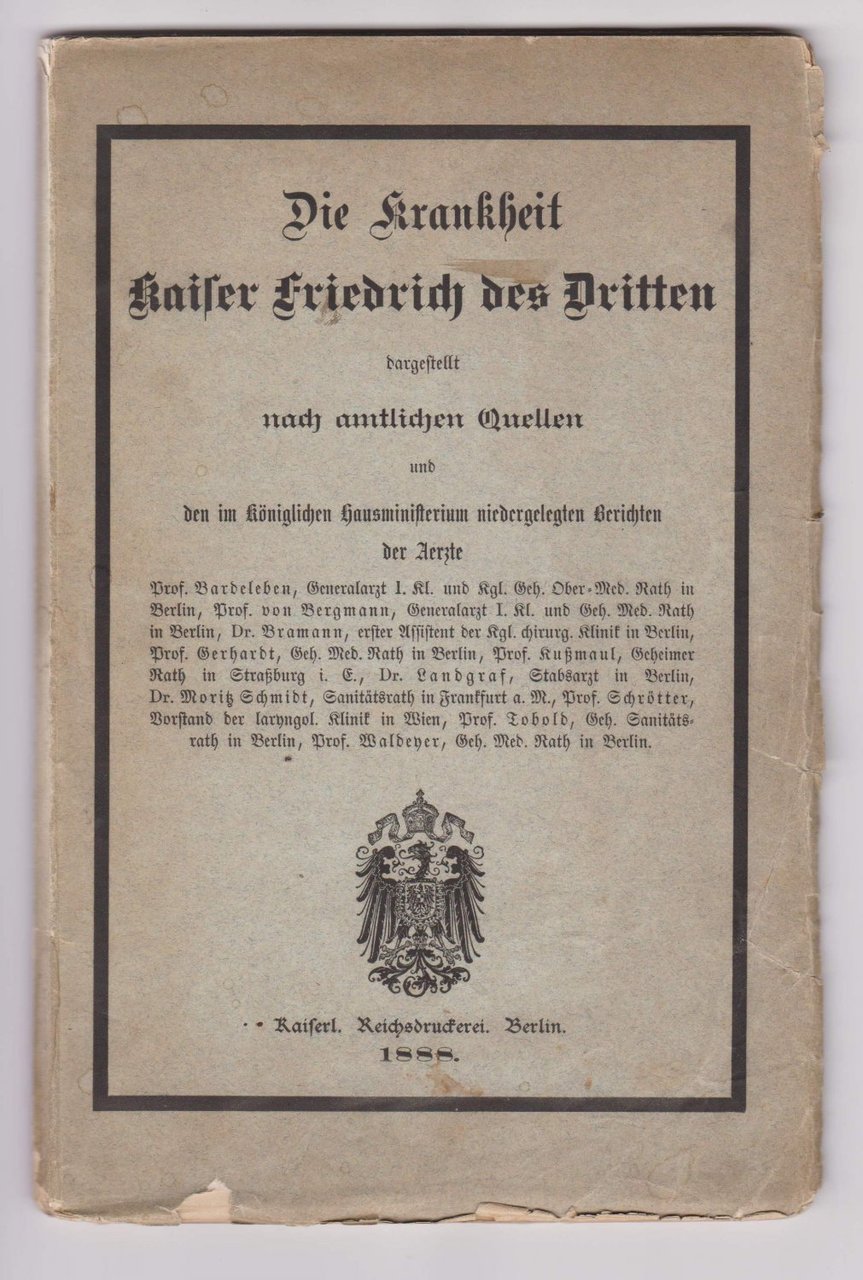 Die Krankheit
Kaiſer Friedrich des Dritten
dargeſtellt
nach amtlichen Quellen
und
den im Königlichen Hausminiſterium niedergelegten Berichten
der Aerzte
Prof. Bardeleben, Generalarzt I. Kl. und Kgl. Geh. Ober-Med. Rath in
Berlin, Prof. von Bergmann, Generalarzt I. Kl. und Geh. Med. Rath
in Berlin, Dr. Bramann, erſter Aſſiſtent der Kgl. chirurg. Klinik in Berlin,
Prof. Gerhardt, Geh. Med. Rath in Berlin, Prof. Kußmaul, Geheimer
Rath in Straßburg i. E., Dr. Landgraf, Stabsarzt in Berlin,
Dr. Moritz Schmidt, Sanitätsrath in Frankfurt a. M., Prof. Schrötter,
Vorſtand der laryngol. Klinik in Wien, Prof. Tobold, Geh. Sanitäts-
rath in Berlin, Prof. Waldeyer, Geh. Med. Rath in Berlin.
Kaiſerl. Reichsdruckerei. Berlin.
1888.